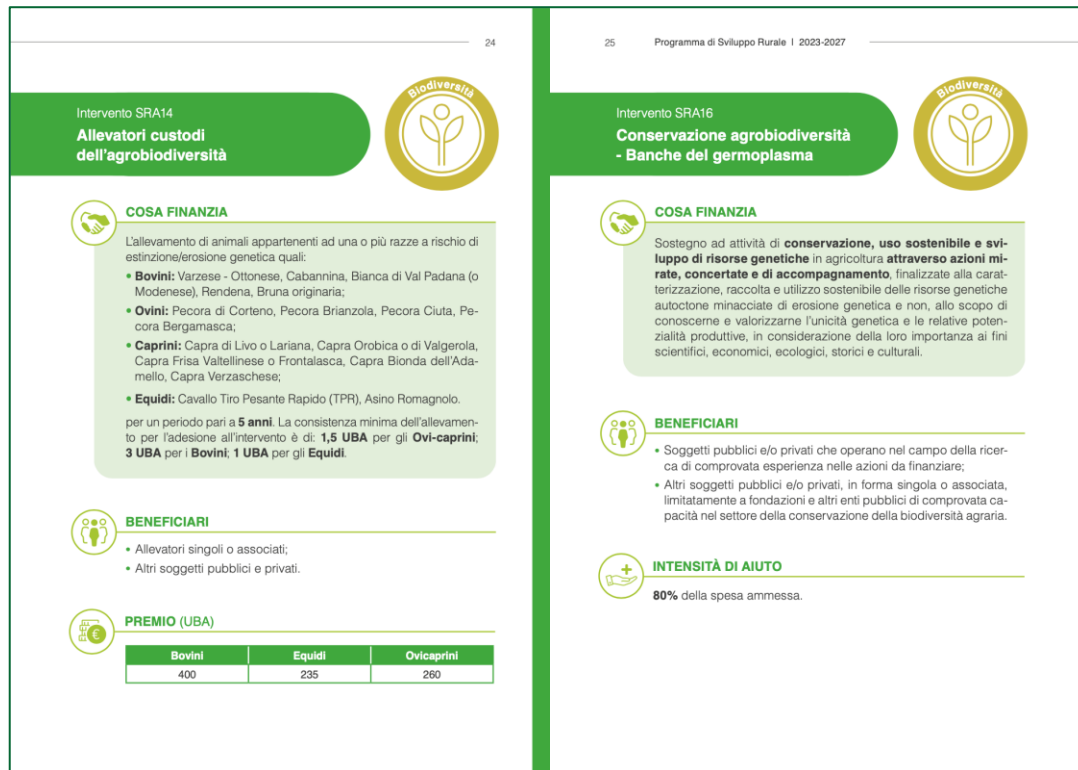 24
Biodiversità
Intervento SRA14
Allevatori custodi
dell'agrobiodiversità
COSA FINANZIA
L'allevamento di animali appartenenti ad una o più razze a rischio di
estinzione/erosione genetica quali:
• Bovini: Varzese - Ottonese, Cabannina, Bianca di Val Padana (o
Modenese), Rendena, Bruna originaria;
• Ovini: Pecora di Corteno, Pecora Brianzola, Pecora Ciuta, Pe-
cora Bergamasca;
• Caprini: Capra di Livo o Lariana, Capra Orobica o di Valgerola,
Capra Frisa Valtellinese o Frontalasca, Capra Bionda dell'Ada-
mello, Capra Verzaschese;
• Equidi: Cavallo Tiro Pesante Rapido (TPR), Asino Romagnolo.
per un periodo pari a 5 anni. La consistenza minima dell'allevamen-
to per l'adesione all'intervento è di: 1,5 UBA per gli Ovi-caprini;
3 UBA per i Bovini; 1 UBA per gli Equidi.
BENEFICIARI
• Allevatori singoli o associati;
• Altri soggetti pubblici e privati.
PREMIO (UBA)
Bovini Equidi Ovicaprini
400 235 260
25 Programma di Sviluppo Rurale | 2023-2027
Biodiversità
Intervento SRA16
Conservazione agrobiodiversità
- Banche del germoplasma
COSA FINANZIA
Sostegno ad attività di conservazione, uso sostenibile e svi-
luppo di risorse genetiche in agricoltura attraverso azioni mi-
rate, concertate e di accompagnamento, finalizzate alla carat-
terizzazione, raccolta e utilizzo sostenibile delle risorse genetiche
autoctone minacciate di erosione genetica e non, allo scopo di
conoscerne e valorizzarne l'unicità genetica e le relative poten-
zialità produttive, in considerazione della loro importanza ai fini
scientifici, economici, ecologici, storici e culturali.
BENEFICIARI
• Soggetti pubblici e/o privati che operano nel campo della ricer-
ca di comprovata esperienza nelle azioni da finanziare;
• Altri soggetti pubblici e/o privati, in forma singola o associata,
limitatamente a fondazioni e altri enti pubblici di comprovata ca-
pacità nel settore della conservazione della biodiversità agraria.
INTENSITÀ DI AIUTO
80% della spesa ammessa.